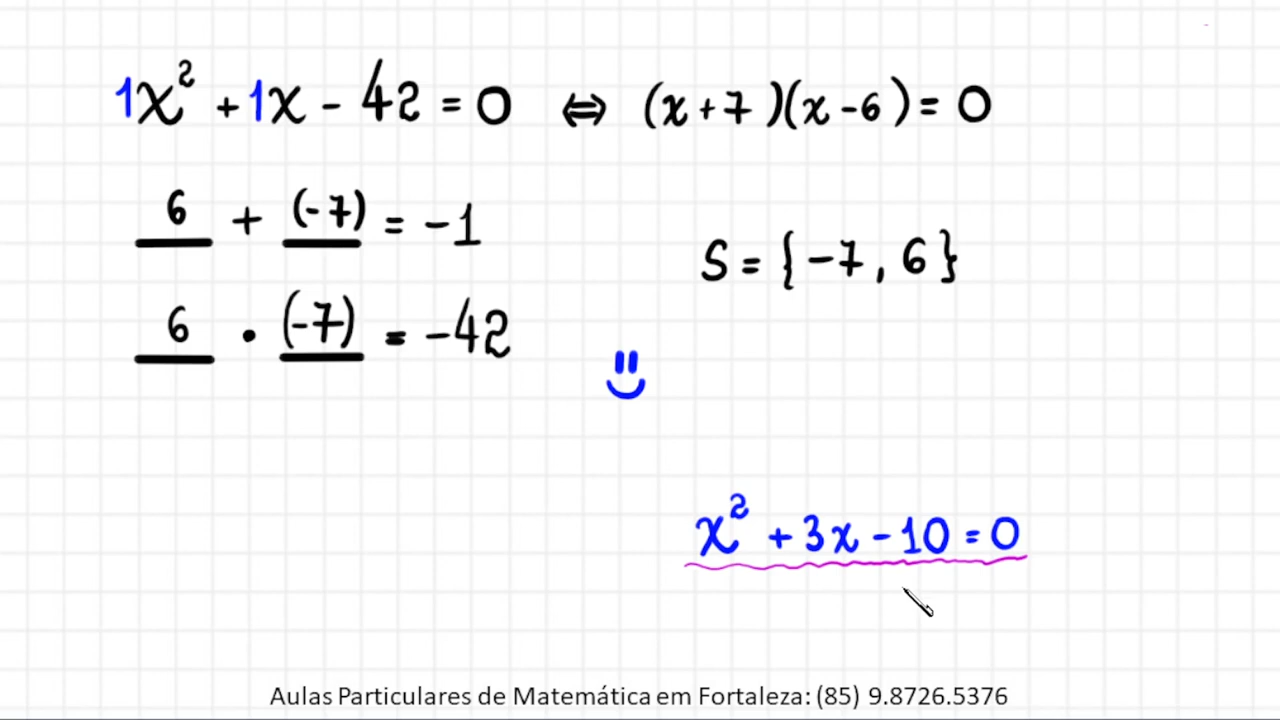 1x² + 1x - 42 = 0 ⇔ (x + 7)(x - 6) = 0
6 + (-7) = -1
S = {-7, 6}
6 · (-7) = -42
x² + 3x - 10 = 0
Aulas Particulares de Matemática em Fortaleza: (85) 9.8726.5376